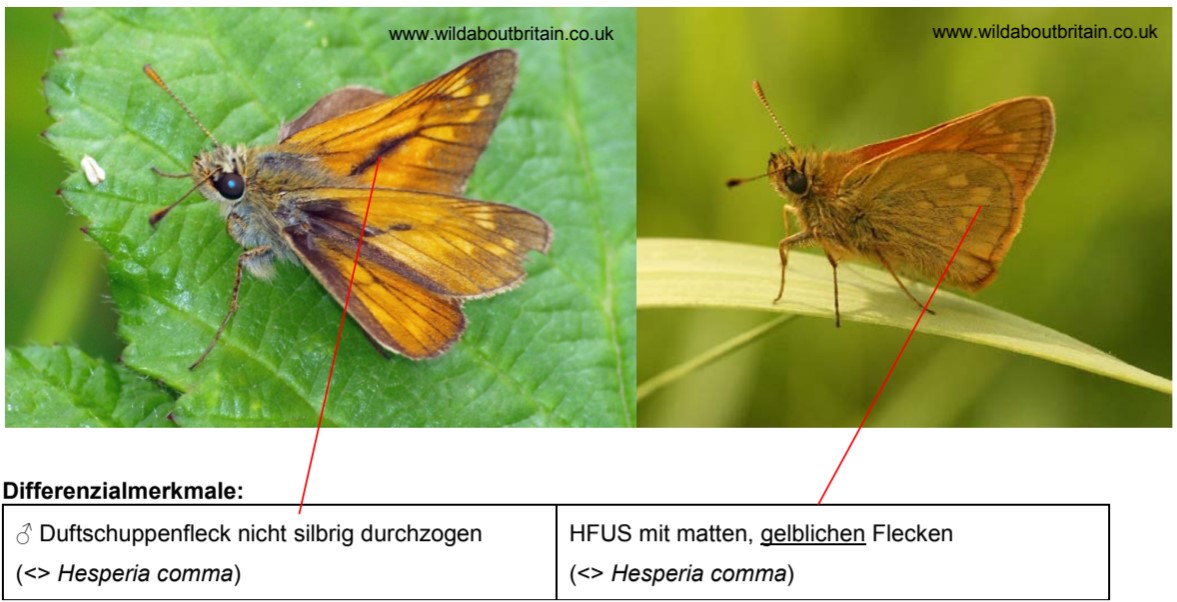 www.wildaboutbritain.co.uk
www.wildaboutbritain.co.uk
Differenzialmerkmale:
♂ Duftschuppenfleck nicht silbrig durchzogen
(<> Hesperia comma)
HFUS mit matten, gelblichen Flecken
(<> Hesperia comma)